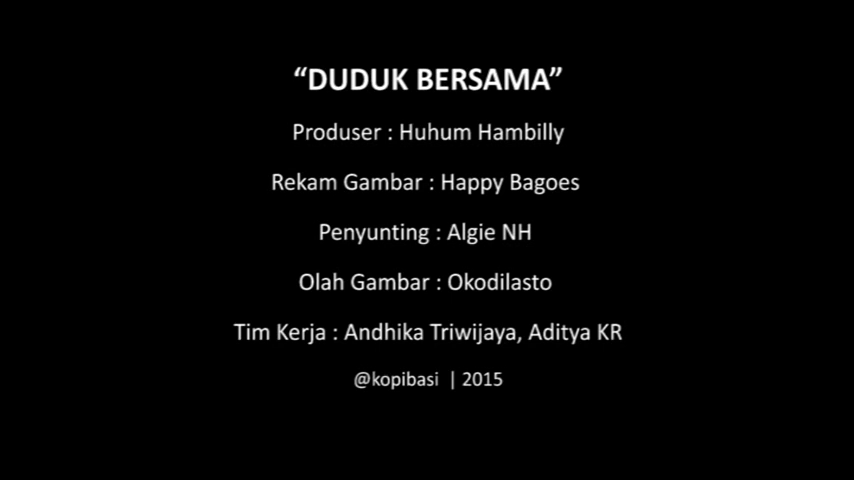 “DUDUK BERSAMA”
Produser : Huhum Hambilly
Rekam Gambar : Happy Bagoes
Penyunting : Algie NH
Olah Gambar : Okodilasto
Tim Kerja : Andhika Triwijaya, Aditya KR
@kopibasi | 2015